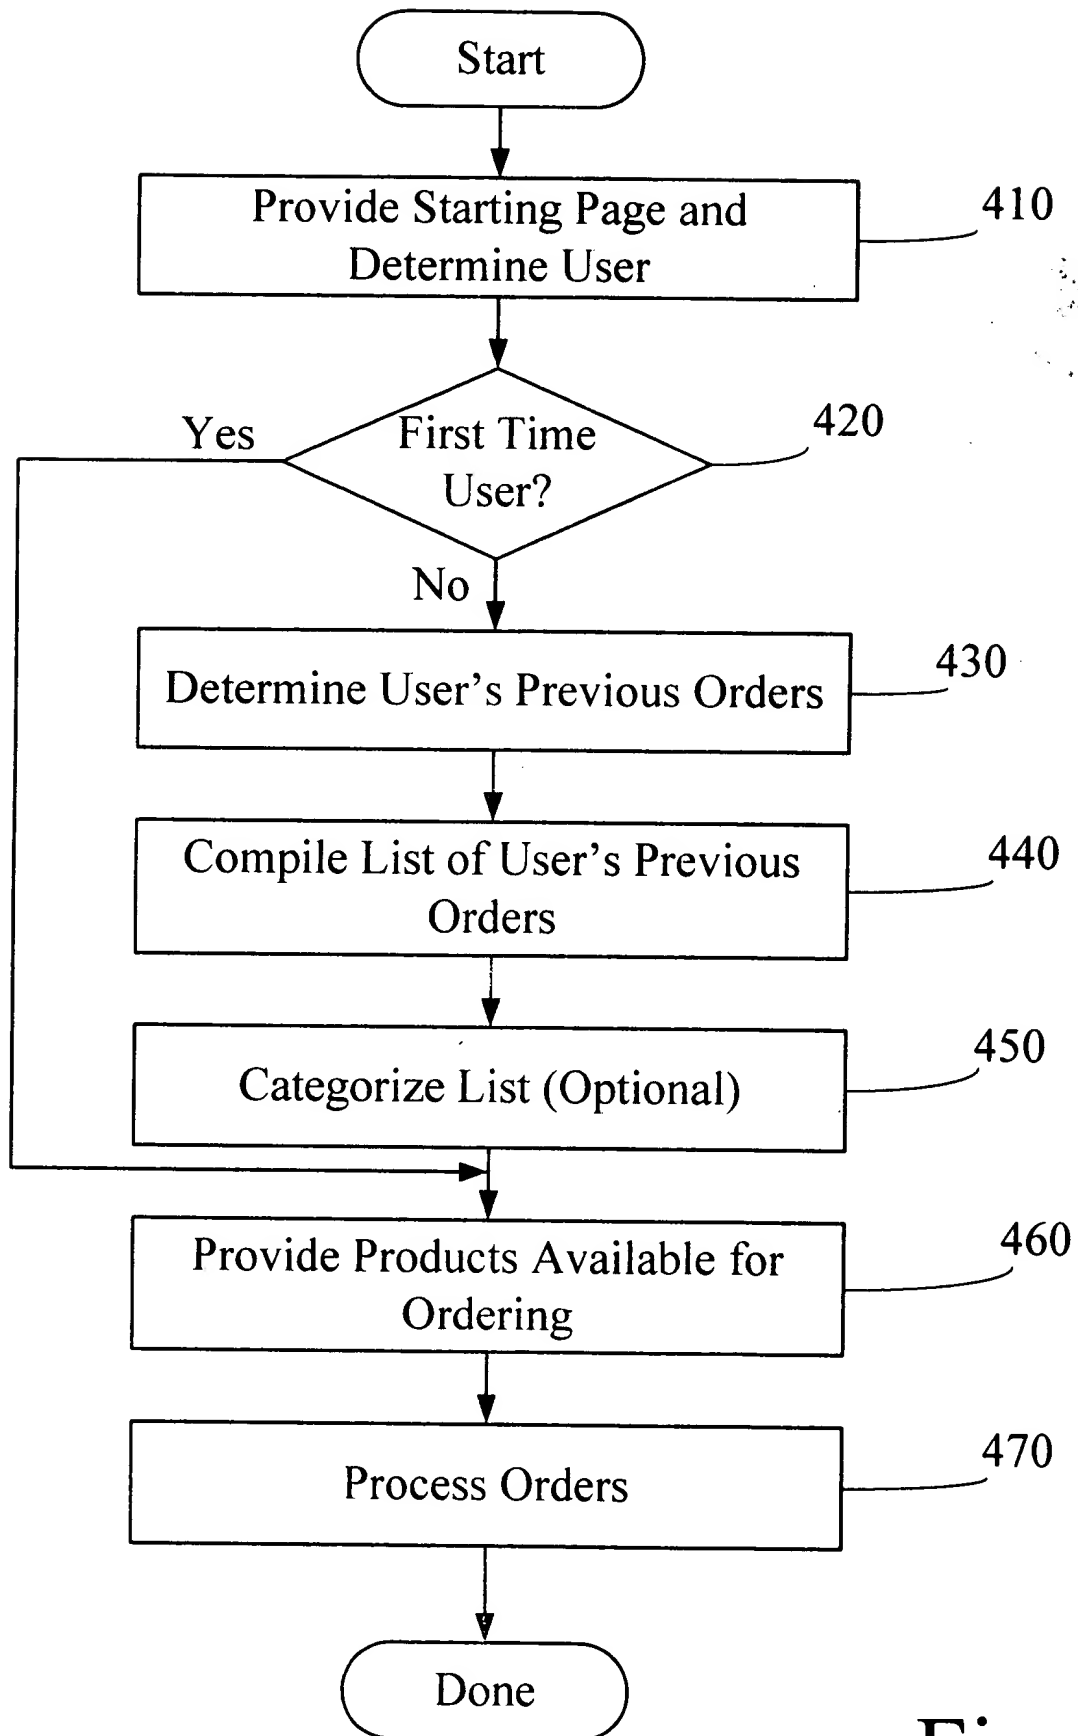 Start
Provide Starting Page and
Determine User
410
Yes
First Time
User?
420
No
Determine User's Previous Orders
430
Compile List of User's Previous
Orders
440
Categorize List (Optional)
450
Provide Products Available for
Ordering
460
Process Orders
470
Done